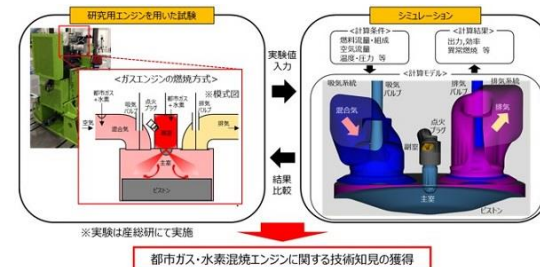 研究用エンジンを用いた試験
<ガスエンジンの燃焼方式>
※模式図
都市ガス
+水素
吸気
バルブ
点火
プラグ
都市ガス
+水素
排気
バルブ
空気
混合気
排気
副室
主室
ピストン
※実験は産総研にて実施
実験値
入力
結果
比較
シミュレーション
<計算条件>
燃料流量・組成
空気流量
温度・圧力 等
<計算結果>
出力、効率
異常燃焼 等
<計算モデル>
吸気系統
吸気
バルブ
排気
バルブ
排気系統
混合気
点火
プラグ
排気
副室
主室
ピストン
都市ガス・水素混焼エンジンに関する技術知見の獲得